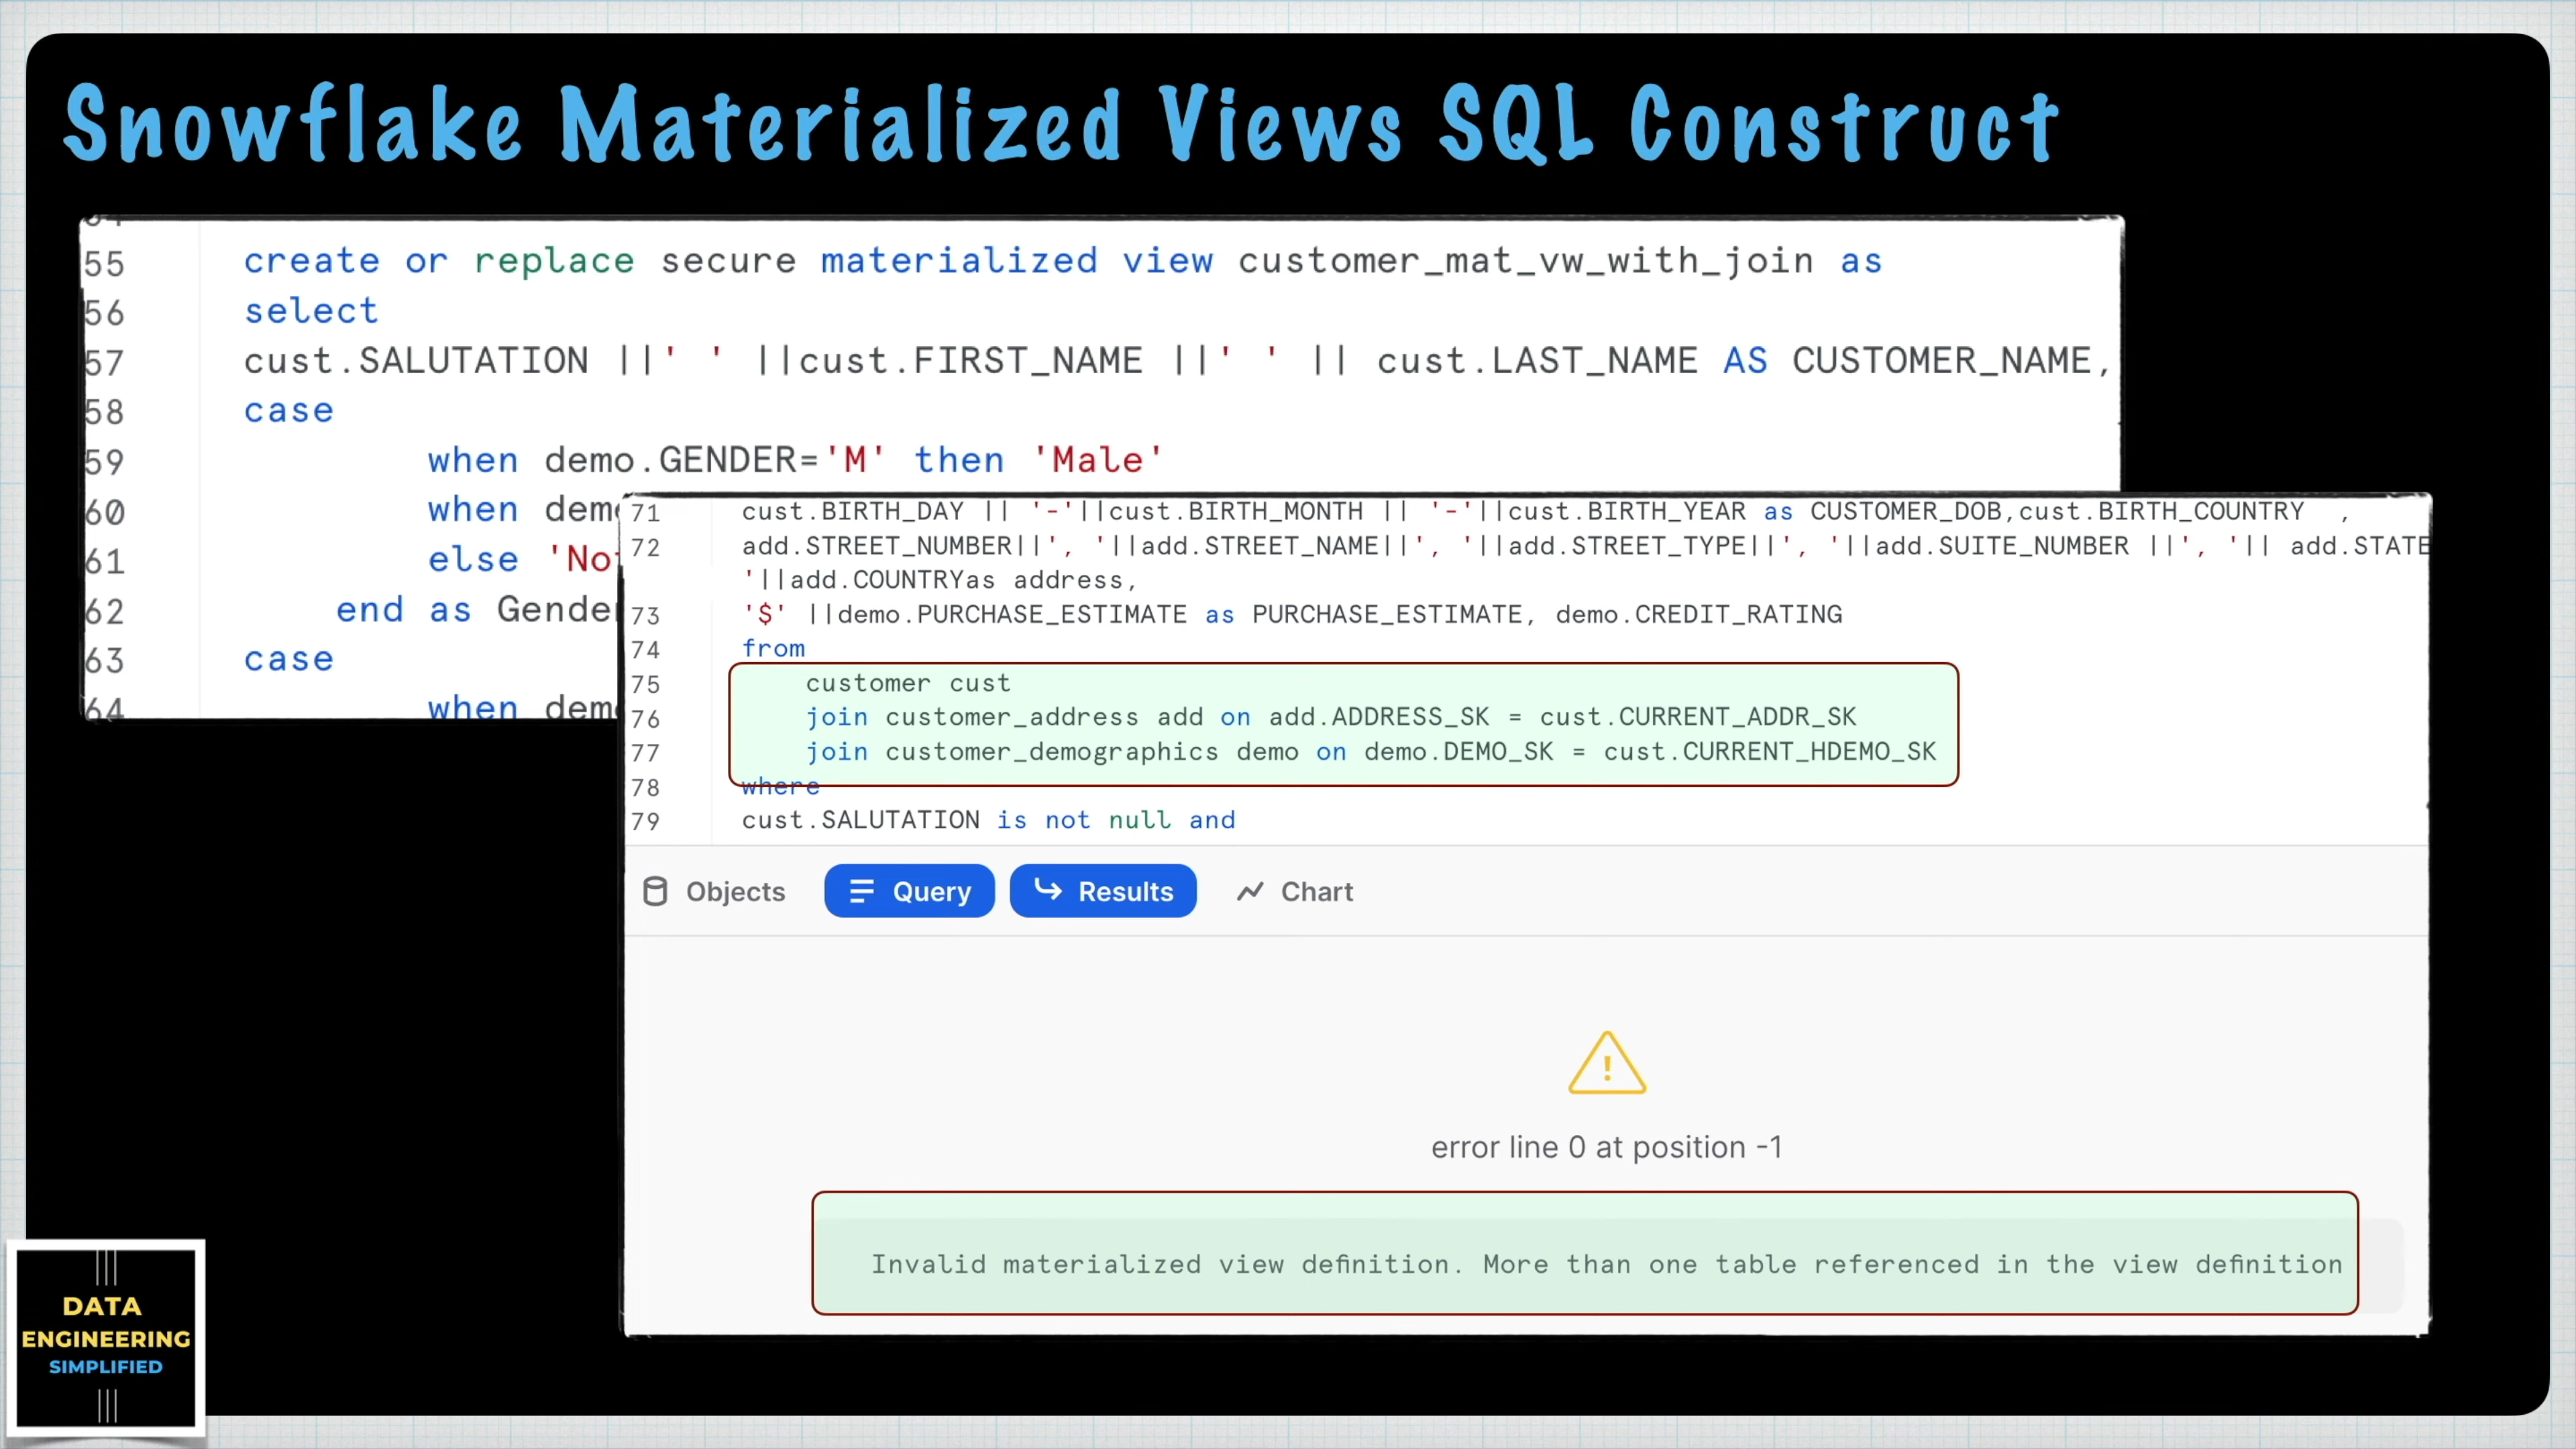 Snowflake Materialized Views SQL Construct
55 create or replace secure materialized view customer_mat_vw_with_join as
56 select
57 cust.SALUTATION ||' ' ||cust.FIRST_NAME ||' ' || cust.LAST_NAME AS CUSTOMER_NAME,
58 case
59 when demo.GENDER='M' then 'Male'
60 when dem
61 else 'No
62 end as Gender
63 case
64 when dem
71 cust.BIRTH_DAY || '-'||cust.BIRTH_MONTH || '-'||cust.BIRTH_YEAR as CUSTOMER_DOB,cust.BIRTH_COUNTRY ,
72 add.STREET_NUMBER||', '||add.STREET_NAME||', '||add.STREET_TYPE||', '||add.SUITE_NUMBER ||', '|| add.STATE
'||add.COUNTRYas address,
73 '$' ||demo.PURCHASE_ESTIMATE as PURCHASE_ESTIMATE, demo.CREDIT_RATING
74 from
75 customer cust
76 join customer_address add on add.ADDRESS_SK = cust.CURRENT_ADDR_SK
77 join customer_demographics demo on demo.DEMO_SK = cust.CURRENT_HDEMO_SK
78 where
79 cust.SALUTATION is not null and
Objects Query Results Chart
error line 0 at position -1
Invalid materialized view definition. More than one table referenced in the view definition
DATA
ENGINEERING
SIMPLIFIED